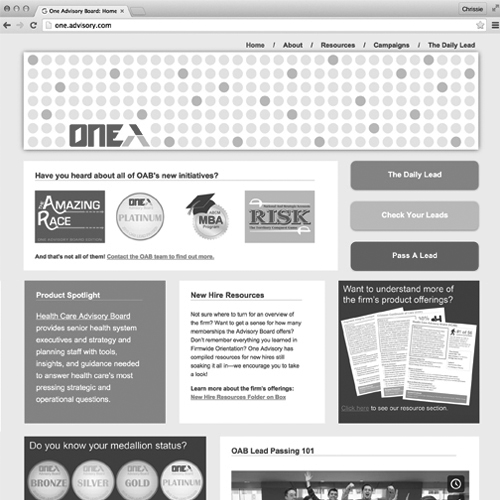 One Advisory Board: Home
Chrissie
one.advisory.com
Home / About / Resources / Campaigns / The Daily Lead
ONE
Have you heard about all of OAB's new initiatives?
THE AMAZING
RACE
ONE ADVISORY BOARD EDITION
ONE
PLATINUM
ABCM
MBA
Program
RISK
And that's not all of them! Contact the OAB team to find out more.
The Daily Lead
Check Your Leads
Pass A Lead
Product Spotlight
Health Care Advisory Board
provides senior health system
executives and strategy and
planning staff with tools,
insights, and guidance needed
to answer health care's most
pressing strategic and
operational questions.
New Hire Resources
Not sure where to turn for an overview of
the firm? Want to get a sense for how many
memberships the Advisory Board offers?
Don't remember everything you learned in
Firmwide Orientation? One Advisory has
compiled resources for new hires still
soaking it all in—we encourage you to take
a look!
Learn more about the firm's offerings:
New Hire Resources Folder on Box
Want to understand more of
the firm's product offerings?
Click here to see our resource section.
Do you know your medallion status?
ONE
BRONZE
ONE
SILVER
ONE
GOLD
ONE
PLATINUM
OAB Lead Passing 101